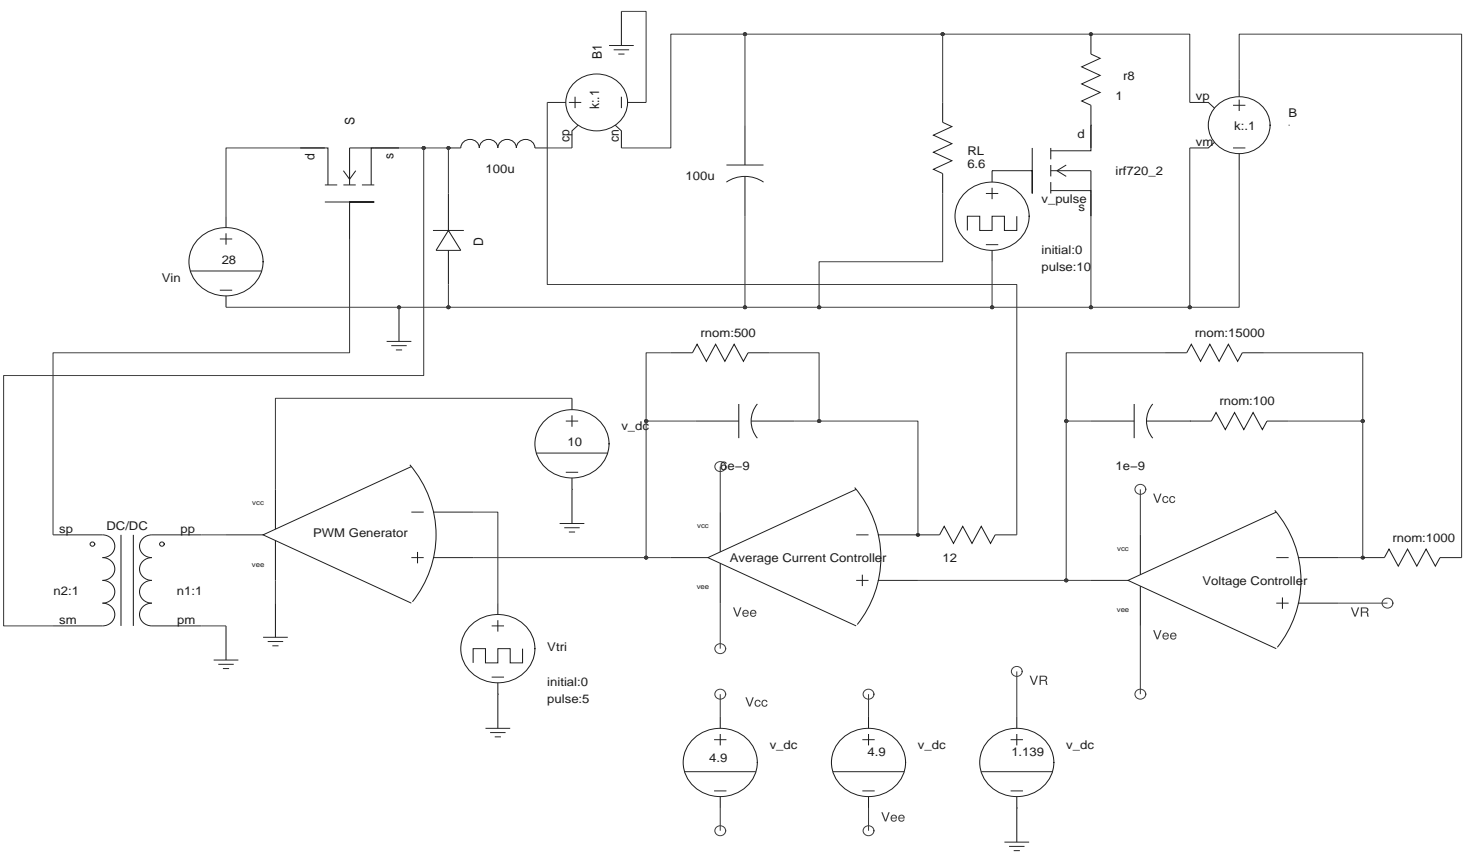 B1
k:.1
cp
cn
S
d
s
100u
Vin
28
D
100u
RL
6.6
r8
1
d
irf720_2
v_pulse
s
initial:0
pulse:10
vp
vm
k:.1
B
rnom:500
6e-9
rnom:15000
rnom:100
1e-9
v_dc
10
vcc
vee
PWM Generator
DC/DC
sp
pp
n2:1
n1:1
sm
pm
Vtri
initial:0
pulse:5
vcc
vee
Average Current Controller
Vee
12
Vcc
vcc
vee
Voltage Controller
Vee
rnom:1000
VR
Vcc
4.9
v_dc
4.9
v_dc
Vee
VR
1.139
v_dc